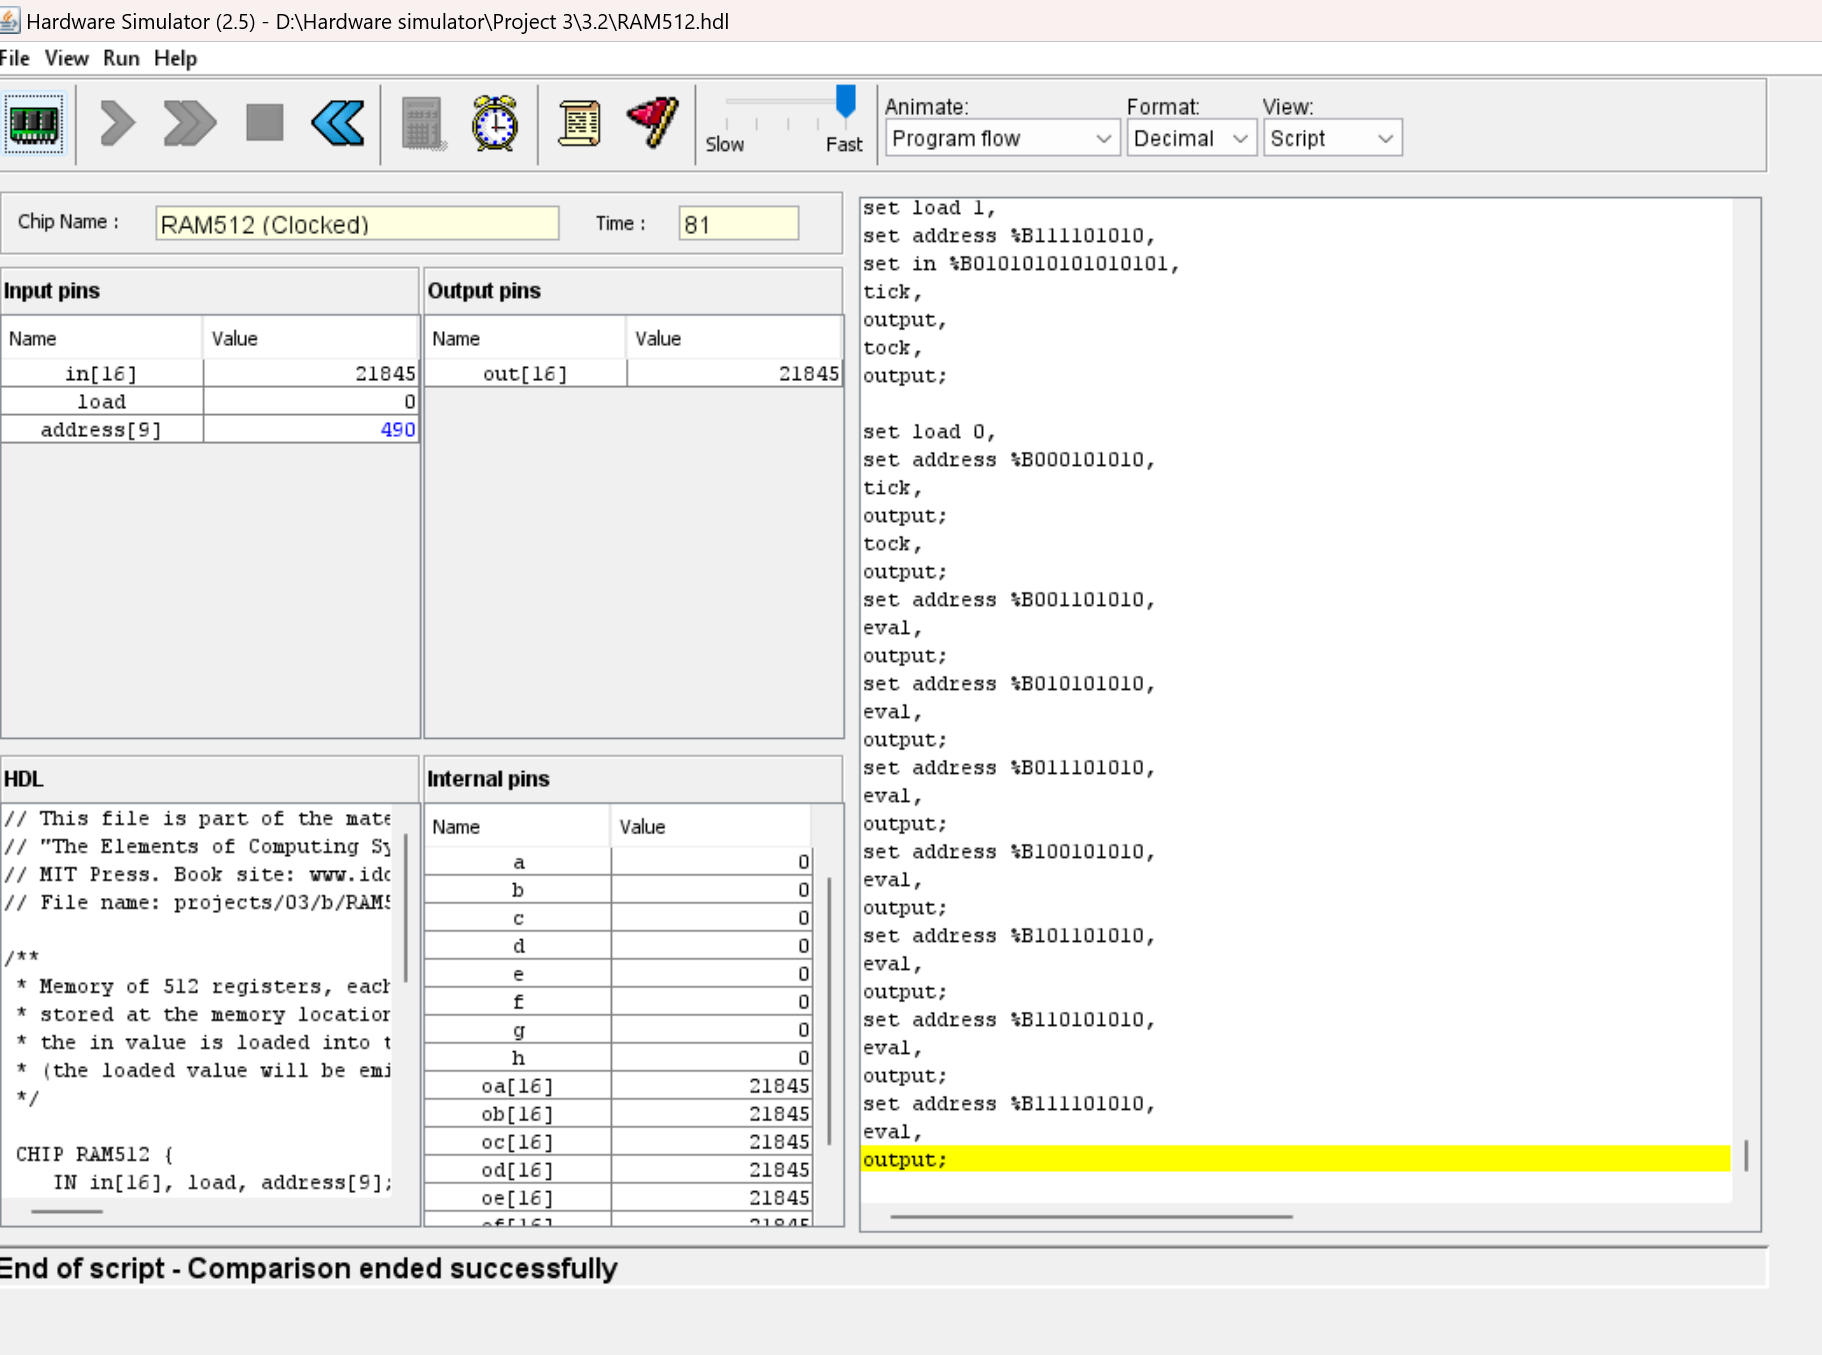 Hardware Simulator (2.5) - D:\Hardware simulator\Project 3\3.2\RAM512.hdl
File View Run Help
Slow Fast
Animate: Format: View:
Program flow Decimal Script
Chip Name : RAM512 (Clocked) Time : 81
Input pins
Name Value
in[16] 21845
load 0
address[9] 490
Output pins
Name Value
out[16] 21845
HDL
// This file is part of the mate
// "The Elements of Computing Sy
// MIT Press. Book site: www.idc
// File name: projects/03/b/RAM5
/**
* Memory of 512 registers, each
* stored at the memory location
* the in value is loaded into t
* (the loaded value will be emi
*/
CHIP RAM512 {
IN in[16], load, address[9];
Internal pins
Name Value
a 0
b 0
c 0
d 0
e 0
f 0
g 0
h 0
oa[16] 21845
ob[16] 21845
oc[16] 21845
od[16] 21845
oe[16] 21845
of[16] 21845
set load 1,
set address %B111101010,
set in %B0101010101010101,
tick,
output,
tock,
output;
set load 0,
set address %B000101010,
tick,
output;
tock,
output;
set address %B001101010,
eval,
output;
set address %B010101010,
eval,
output;
set address %B011101010,
eval,
output;
set address %B100101010,
eval,
output;
set address %B101101010,
eval,
output;
set address %B110101010,
eval,
output;
set address %B111101010,
eval,
output;
End of script - Comparison ended successfully